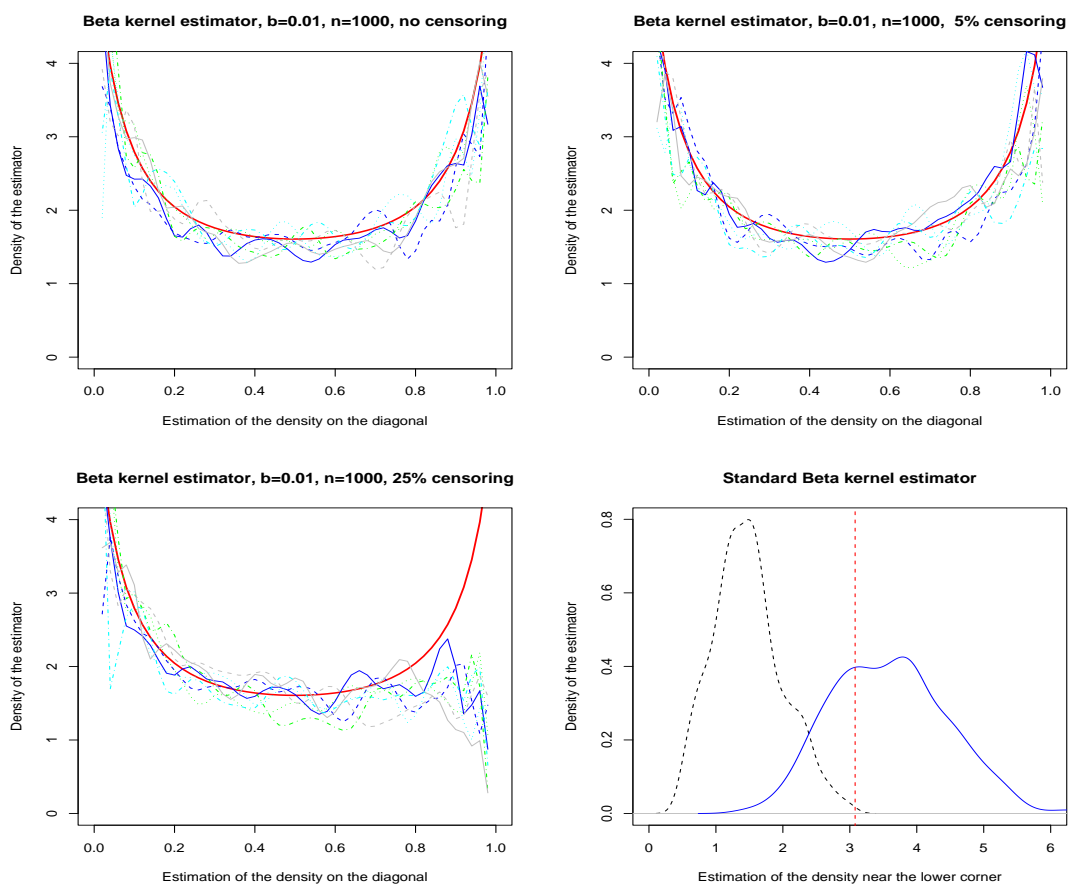 Beta kernel estimator, b=0.01, n=1000, no censoring
Density of the estimator
4
3
2
1
0
0.0 0.2 0.4 0.6 0.8 1.0
Estimation of the density on the diagonal
Beta kernel estimator, b=0.01, n=1000,  5% censoring
Density of the estimator
4
3
2
1
0
0.0 0.2 0.4 0.6 0.8 1.0
Estimation of the density on the diagonal
Beta kernel estimator, b=0.01, n=1000, 25% censoring
Density of the estimator
4
3
2
1
0
0.0 0.2 0.4 0.6 0.8 1.0
Estimation of the density on the diagonal
Standard Beta kernel estimator
Density of the estimator
0.8
0.6
0.4
0.2
0.0
0 1 2 3 4 5 6
Estimation of the density near the lower corner